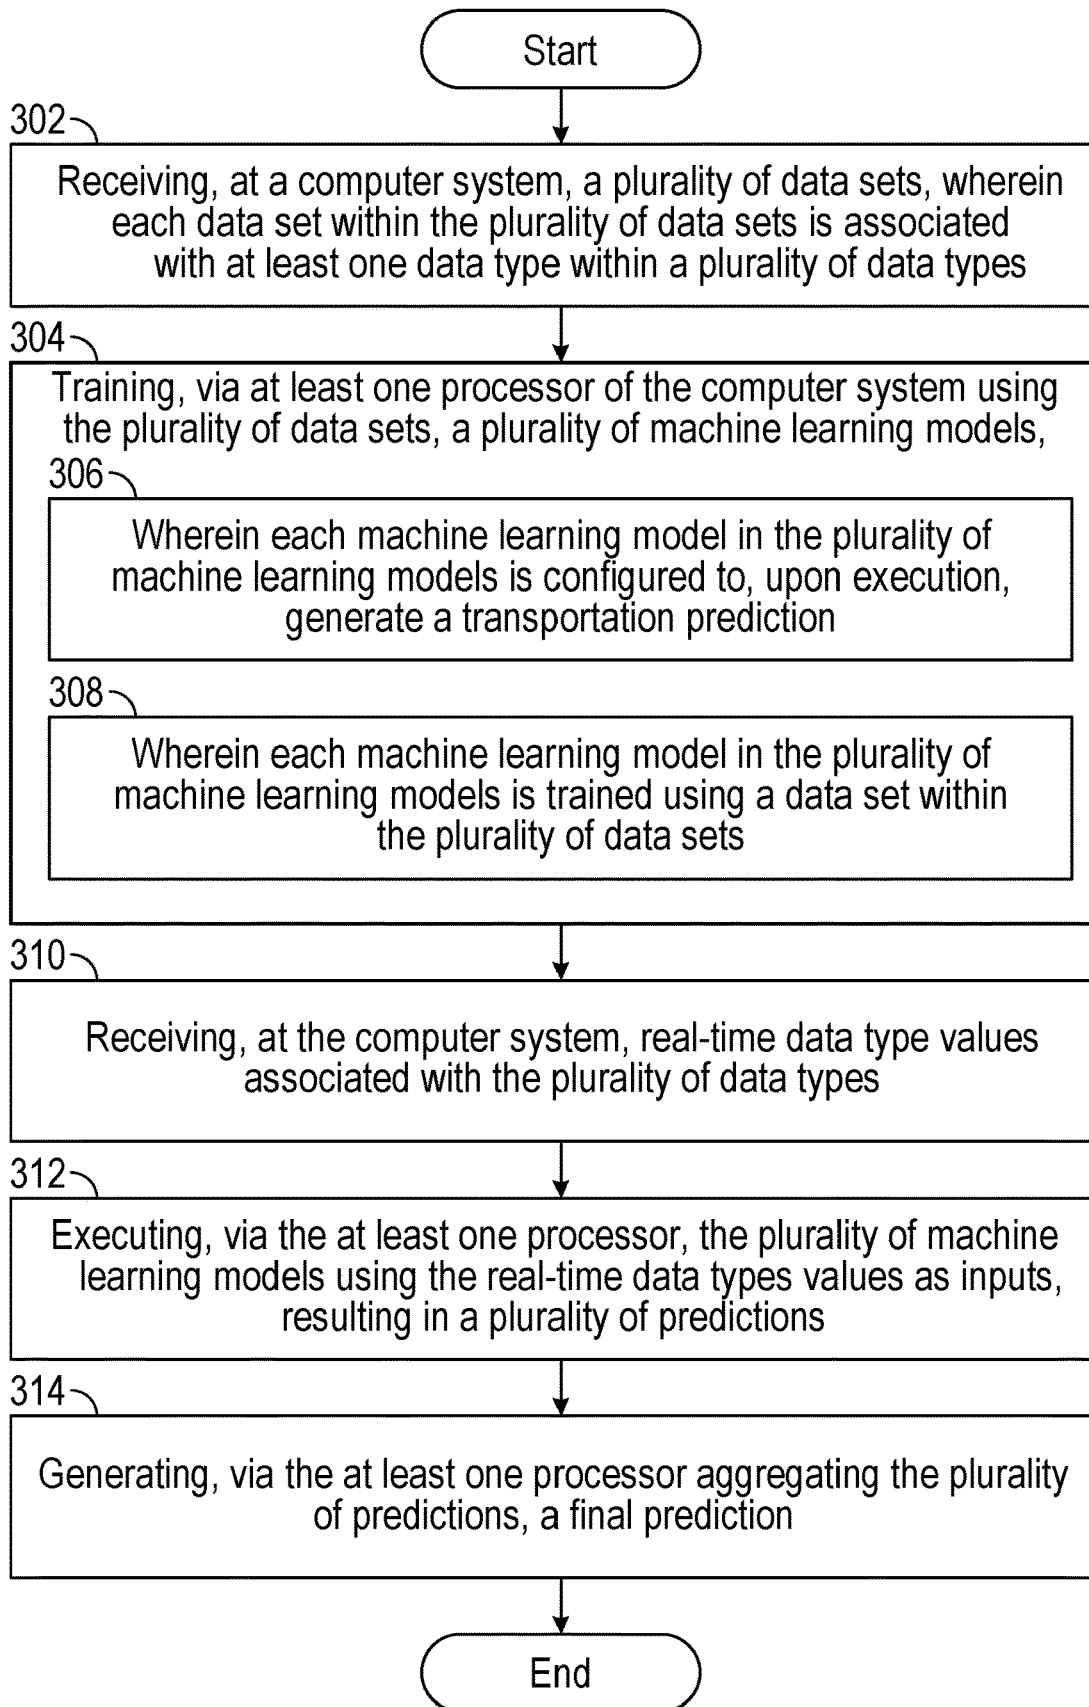 Start
302
Receiving, at a computer system, a plurality of data sets, wherein
each data set within the plurality of data sets is associated
with at least one data type within a plurality of data types
304
Training, via at least one processor of the computer system using
the plurality of data sets, a plurality of machine learning models,
306
Wherein each machine learning model in the plurality of
machine learning models is configured to, upon execution,
generate a transportation prediction
308
Wherein each machine learning model in the plurality of
machine learning models is trained using a data set within
the plurality of data sets
310
Receiving, at the computer system, real-time data type values
associated with the plurality of data types
312
Executing, via the at least one processor, the plurality of machine
learning models using the real-time data types values as inputs,
resulting in a plurality of predictions
314
Generating, via the at least one processor aggregating the plurality
of predictions, a final prediction
End